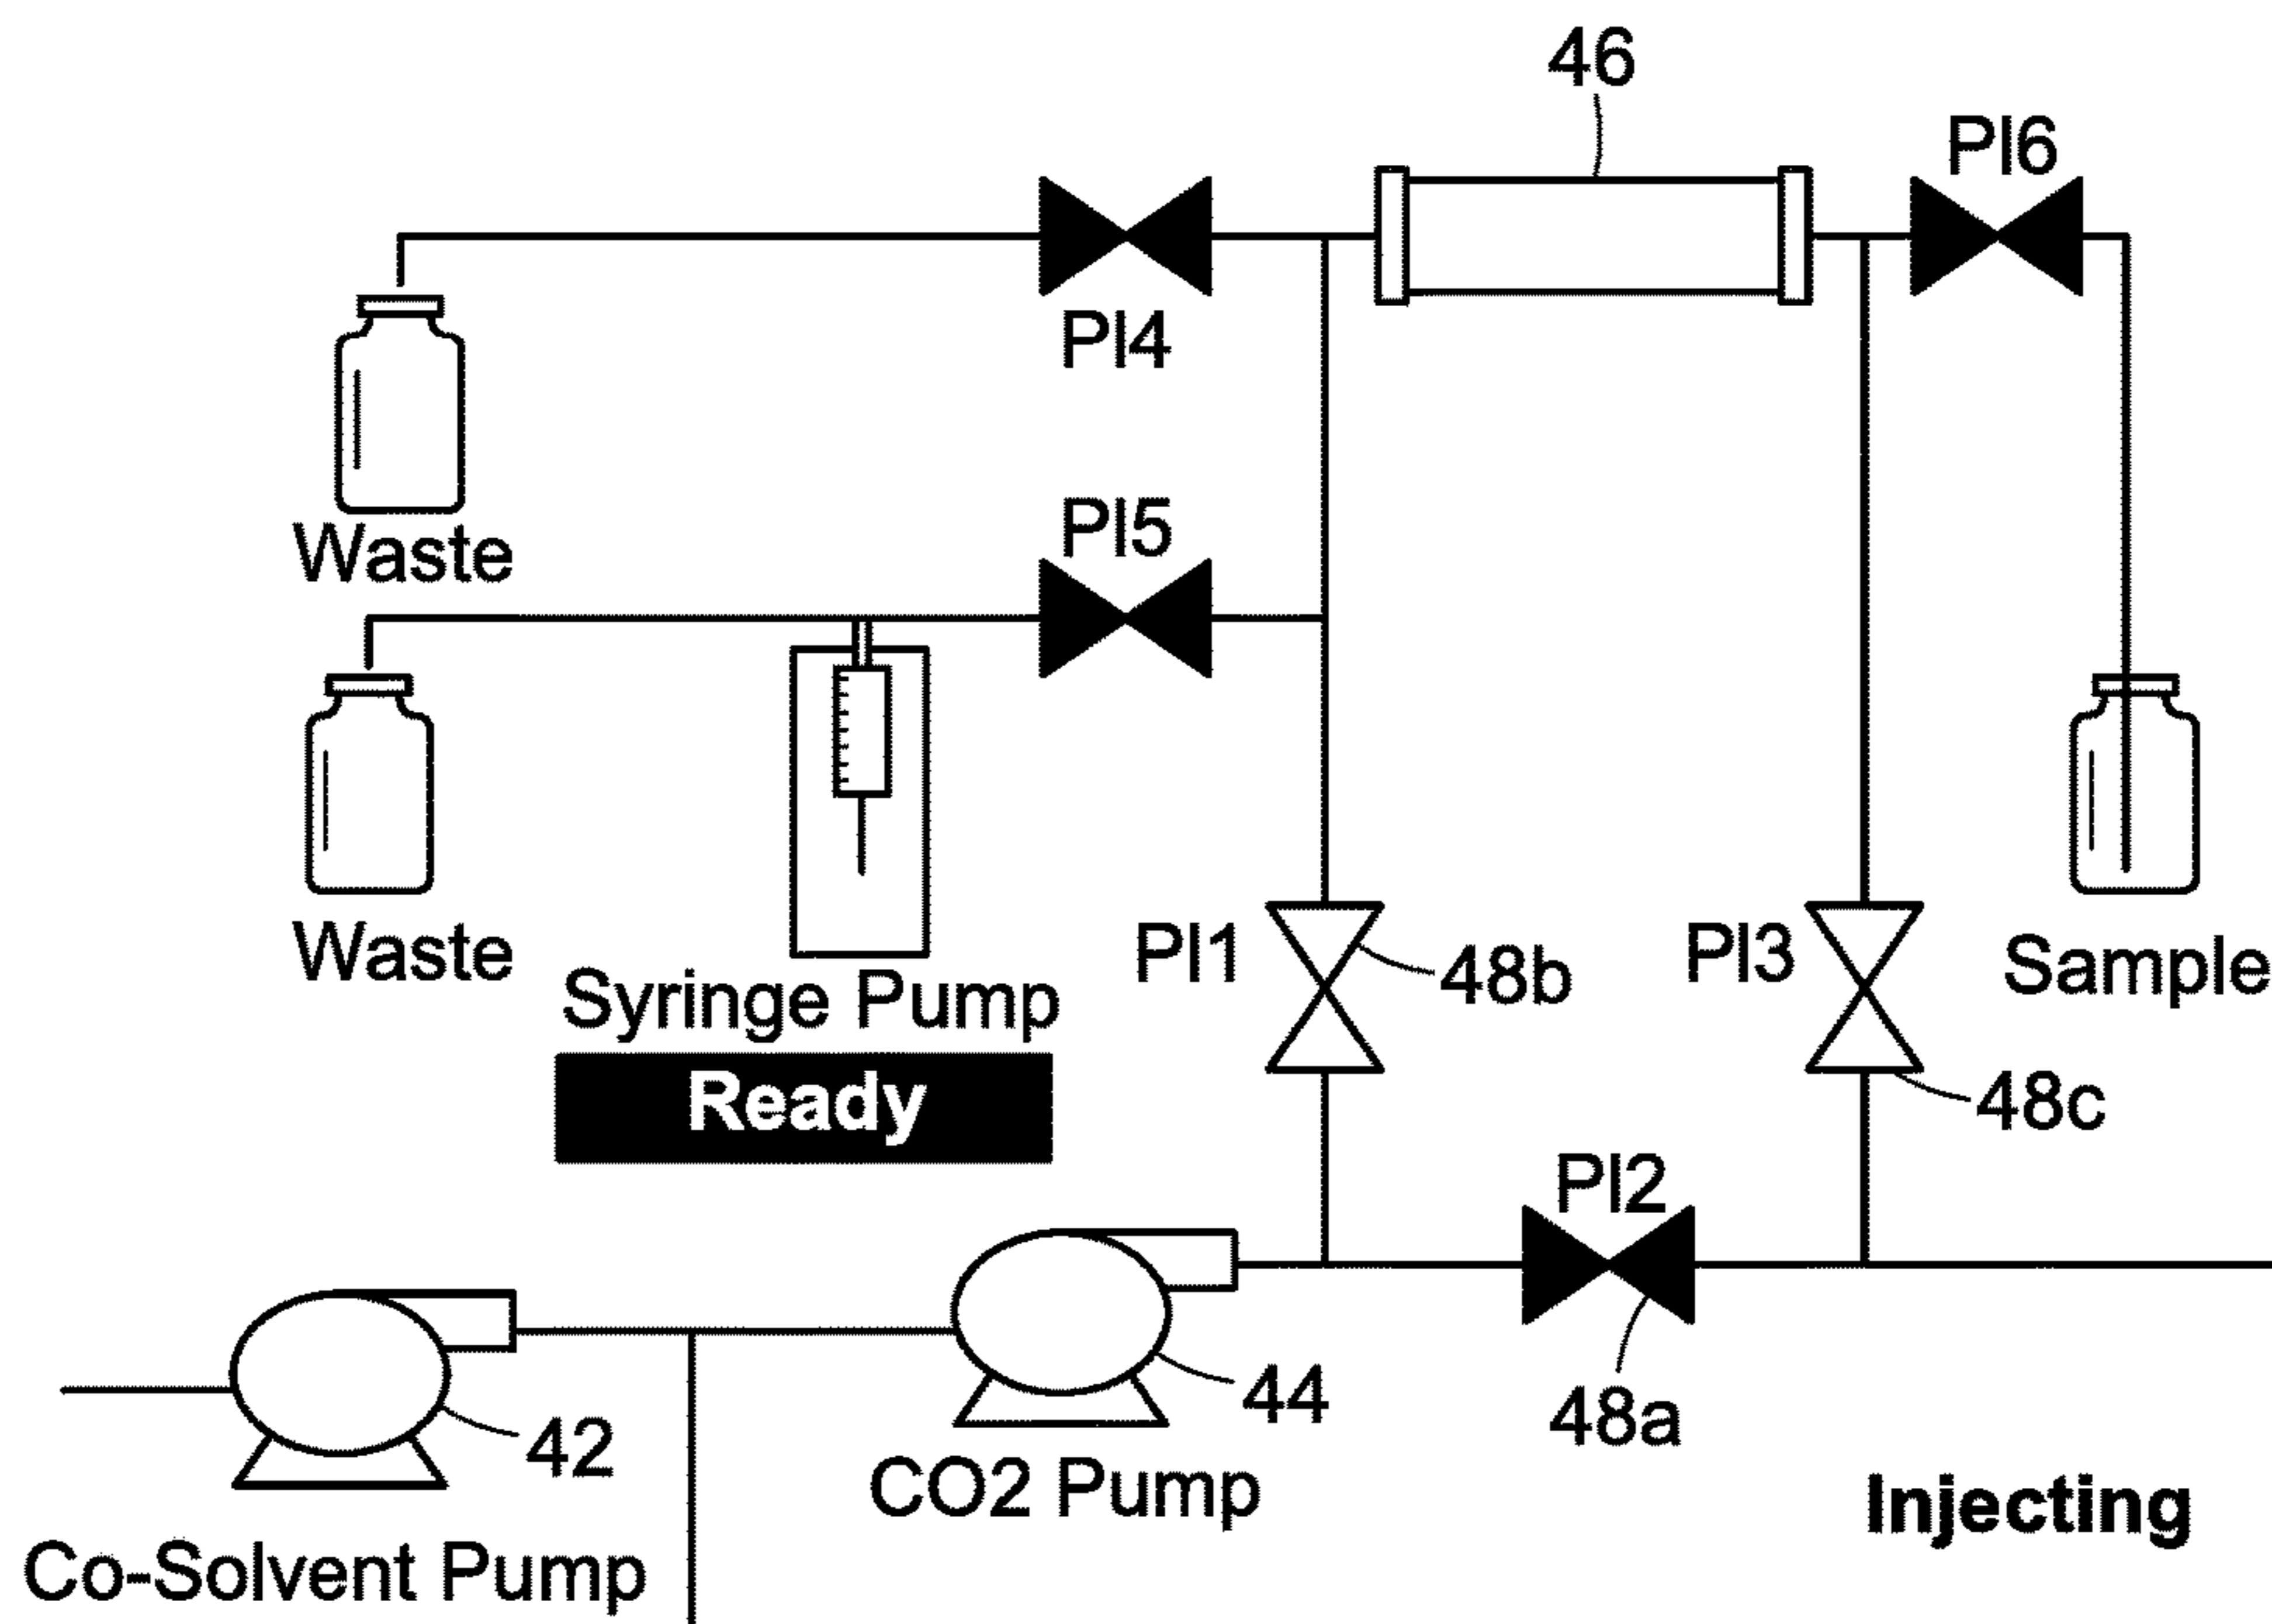 46
PI6
PI4
Waste
PI5
PI1
48b
PI3
Sample
Waste
Syringe Pump
Ready
48c
PI2
44
48a
42
CO2 Pump
Injecting
Co-Solvent Pump